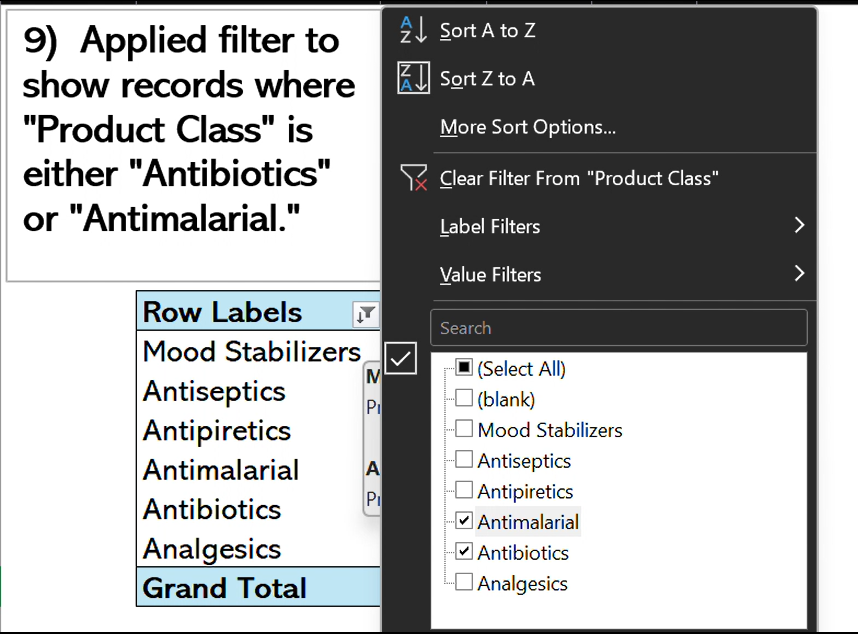 9) Applied filter to
show records where
"Product Class" is
either "Antibiotics"
or "Antimalarial."
Row Labels
Mood Stabilizers
Antiseptics
Antipiretics
Antimalarial
Antibiotics
Analgesics
Grand Total
M
Pr
A
Pr
Sort A to Z
Sort Z to A
More Sort Options...
Clear Filter From "Product Class"
Label Filters
Value Filters
Search
(Select All)
(blank)
Mood Stabilizers
Antiseptics
Antipiretics
Antimalarial
Antibiotics
Analgesics